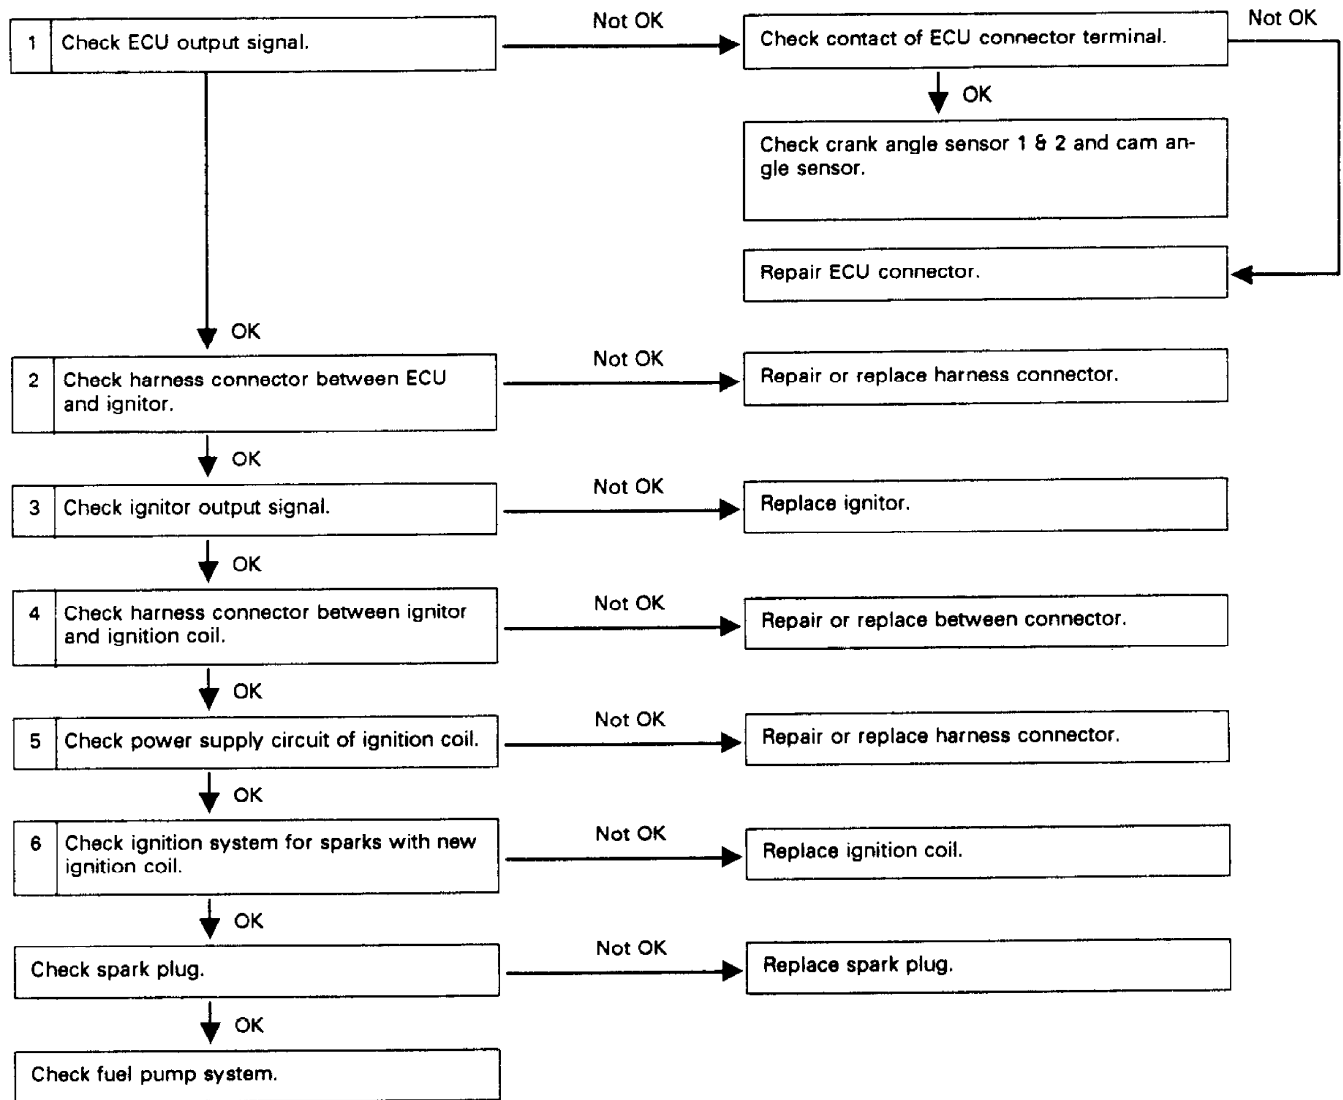 Not OK
Not OK
1 Check ECU output signal.
Check contact of ECU connector terminal.
OK
Check crank angle sensor 1 & 2 and cam an-
gle sensor.
Repair ECU connector.
OK
Not OK
2 Check harness connector between ECU
and ignitor.
Repair or replace harness connector.
OK
Not OK
3 Check ignitor output signal.
Replace ignitor.
OK
Not OK
4 Check harness connector between ignitor
and ignition coil.
Repair or replace between connector.
OK
Not OK
5 Check power supply circuit of ignition coil.
Repair or replace harness connector.
OK
Not OK
6 Check ignition system for sparks with new
ignition coil.
Replace ignition coil.
OK
Not OK
Check spark plug.
Replace spark plug.
OK
Check fuel pump system.